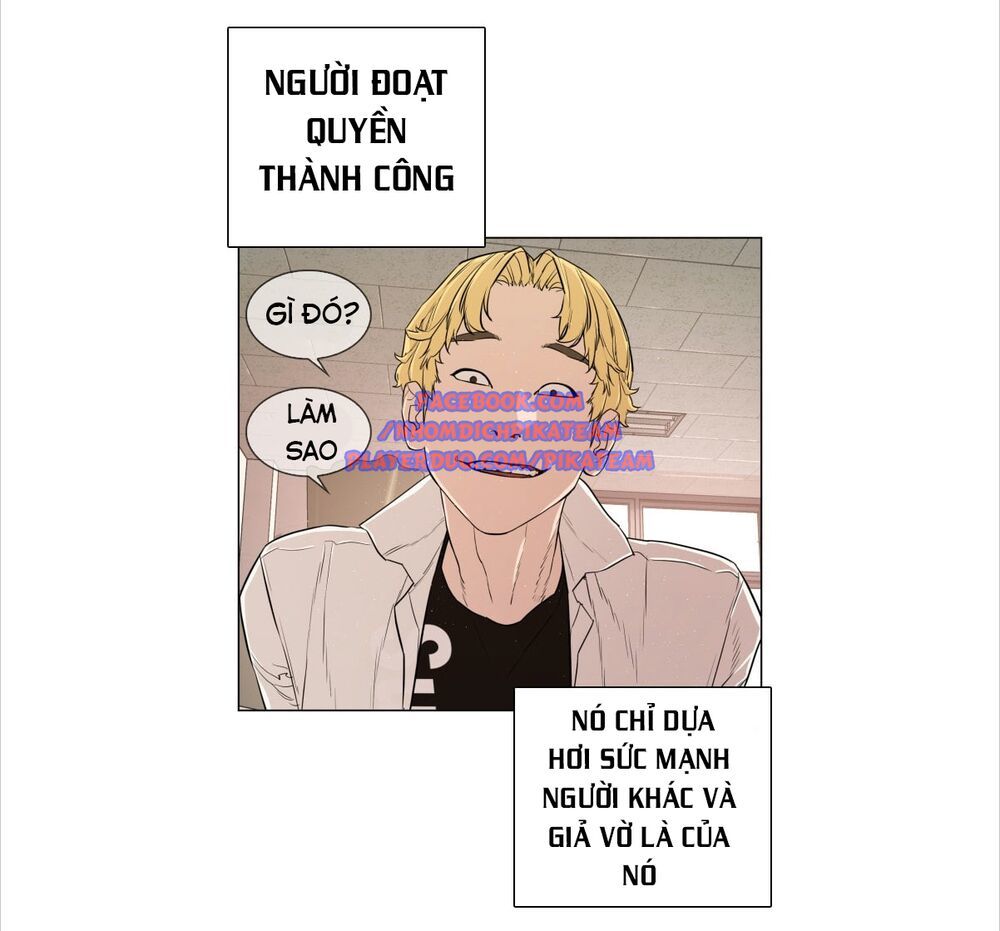 NGƯỜI ĐOẠT
QUYỀN
THÀNH CÔNG
GÌ ĐÓ?
LÀM
SAO
FACEBOOK.COM
/NHOMDICHPIKATEAM
PLAYERDUO.COM/PIKATEAM
NÓ CHỈ DỰA
HƠI SỨC MẠNH
NGƯỜI KHÁC VÀ
GIẢ VỜ LÀ CỦA
NÓ